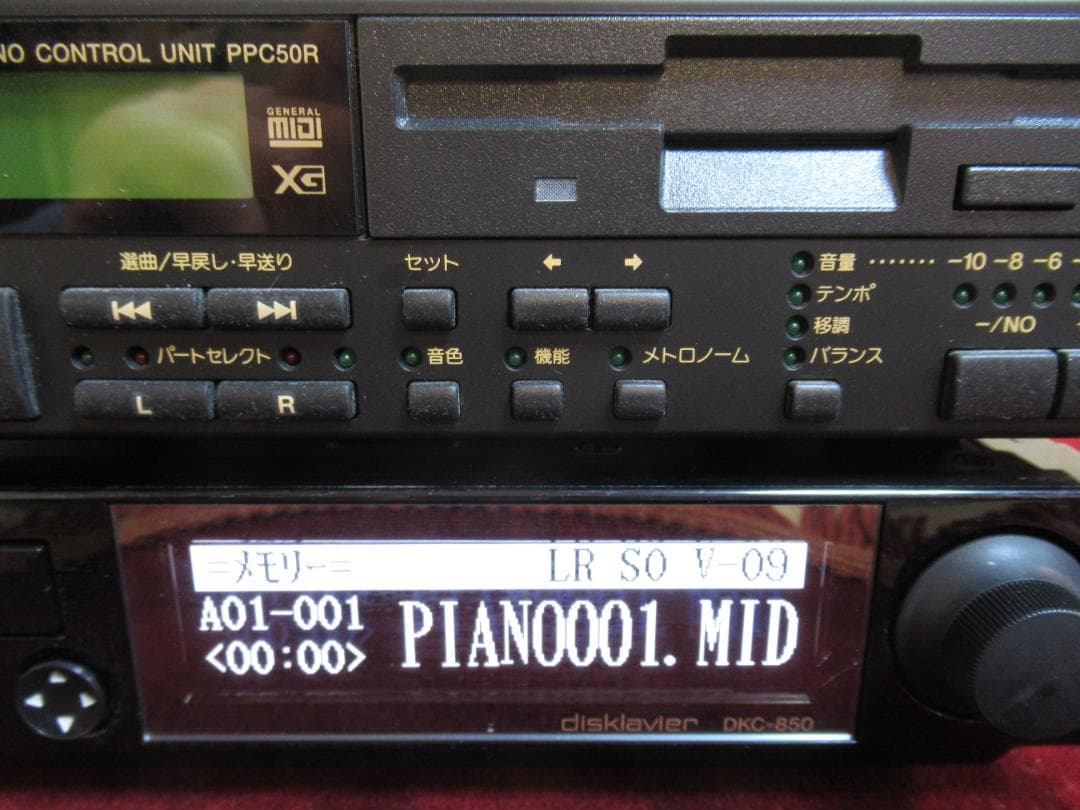 NO CONTROL UNIT PPC50R
GENERAL
MIDI
XG
選曲/早戻し・早送り
セット
音量 ‥‥‥‥ −10 −8 −6
テンポ
移調
−/NO
パートセレクト
音色
機能
メトロノーム
バランス
L
R
=メモリー= LR SO V-09
A01-001
<00:00>
PIANO001.MID
disklavier DKC-850